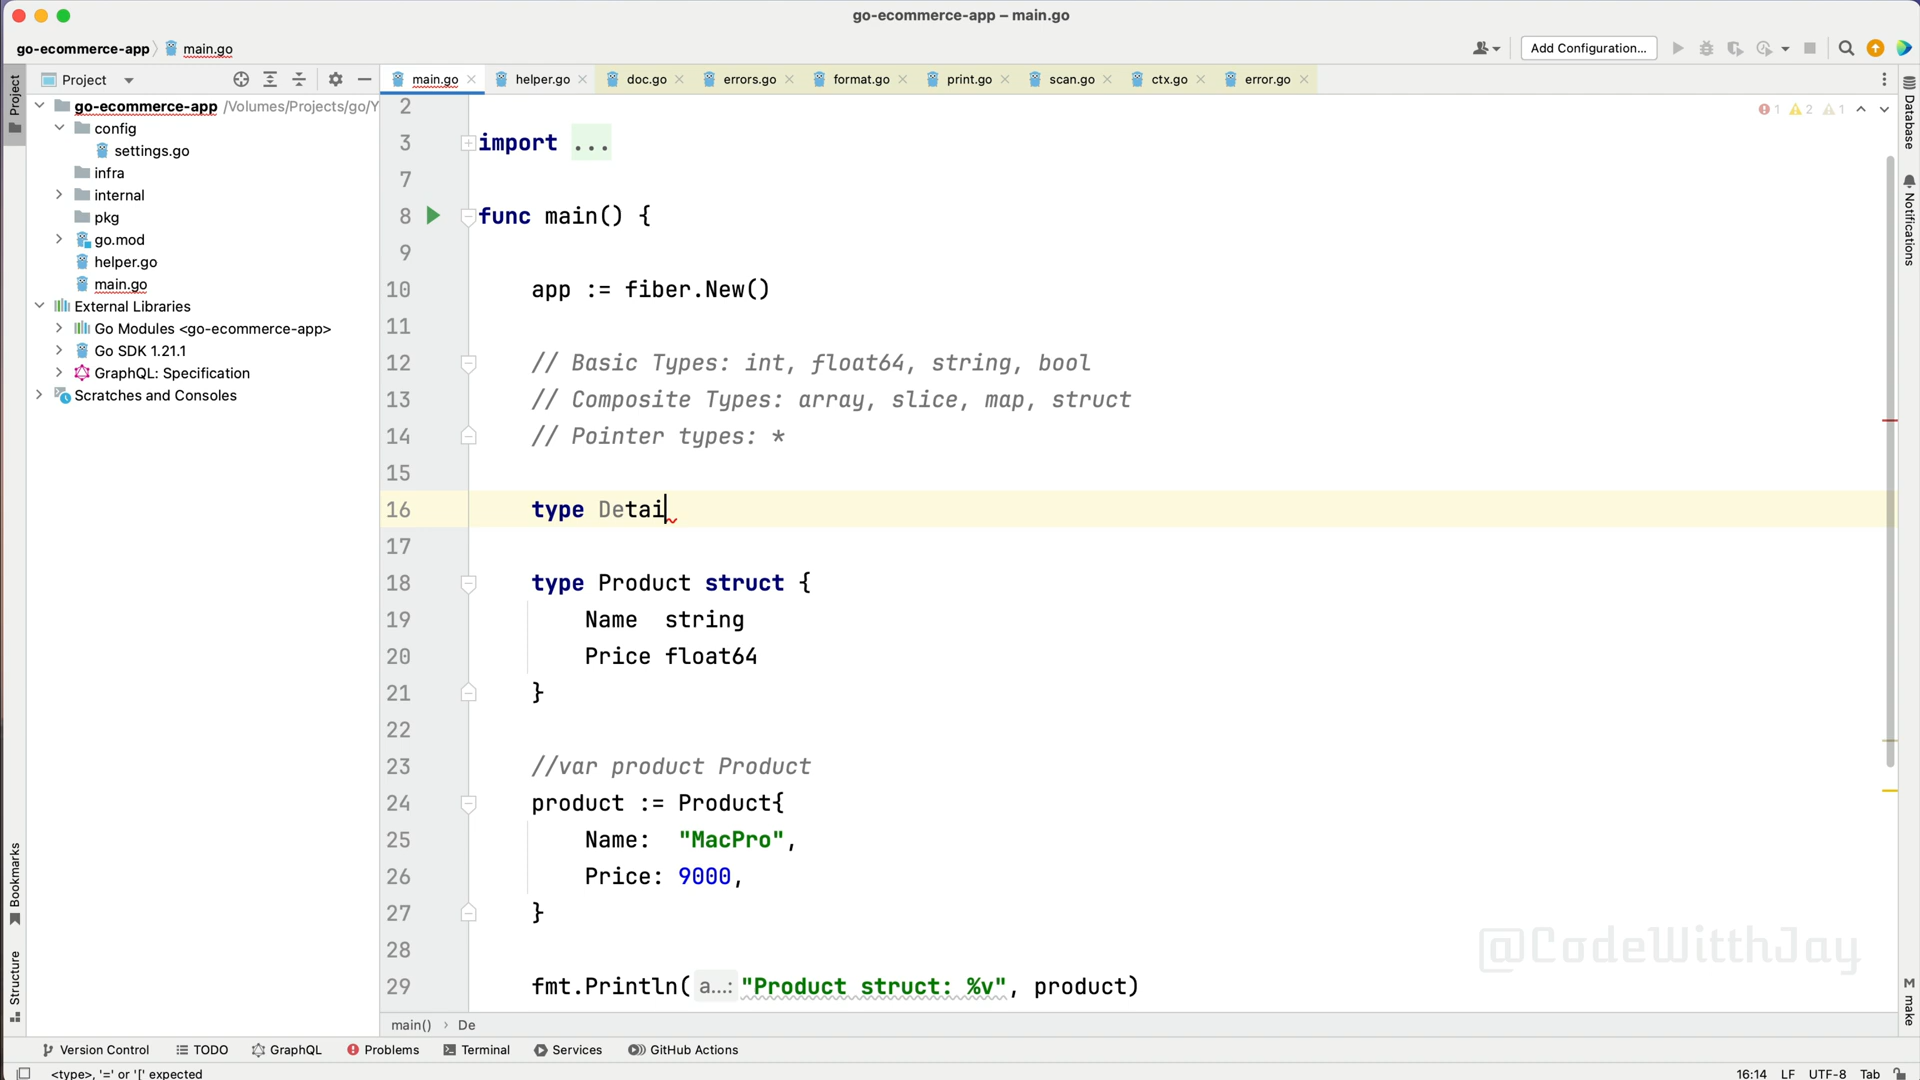 go-ecommerce-app – main.go
go-ecommerce-app main.go
Add Configuration...
Project
main.go helper.go doc.go errors.go format.go print.go scan.go ctx.go error.go
go-ecommerce-app /Volumes/Projects/go/Y
config
settings.go
infra
internal
pkg
go.mod
helper.go
main.go
External Libraries
Go Modules <go-ecommerce-app>
Go SDK 1.21.1
GraphQL: Specification
Scratches and Consoles
Project
Bookmarks
Structure
1 2 1
2
3 import ...
7
8 func main() {
9
10 app := fiber.New()
11
12 // Basic Types: int, float64, string, bool
13 // Composite Types: array, slice, map, struct
14 // Pointer types: *
15
16 type Detai
17
18 type Product struct {
19 Name string
20 Price float64
21 }
22
23 //var product Product
24 product := Product{
25 Name: "MacPro",
26 Price: 9000,
27 }
28
29 fmt.Println( a...: "Product struct: %v", product)
@CodeWitthJay
Database
Notifications
M make
main() › De
Version Control TODO GraphQL Problems Terminal Services GitHub Actions
<type>, '=' or '[' expected
16:14 LF UTF-8 Tab